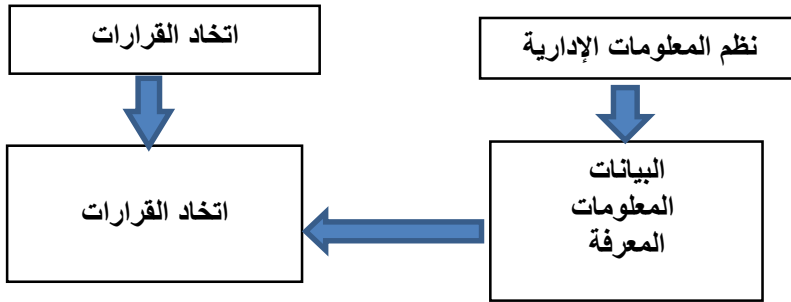 نظم المعلومات الإدارية
اتخاد القرارات
البيانات
المعلومات
المعرفة
اتخاد القرارات